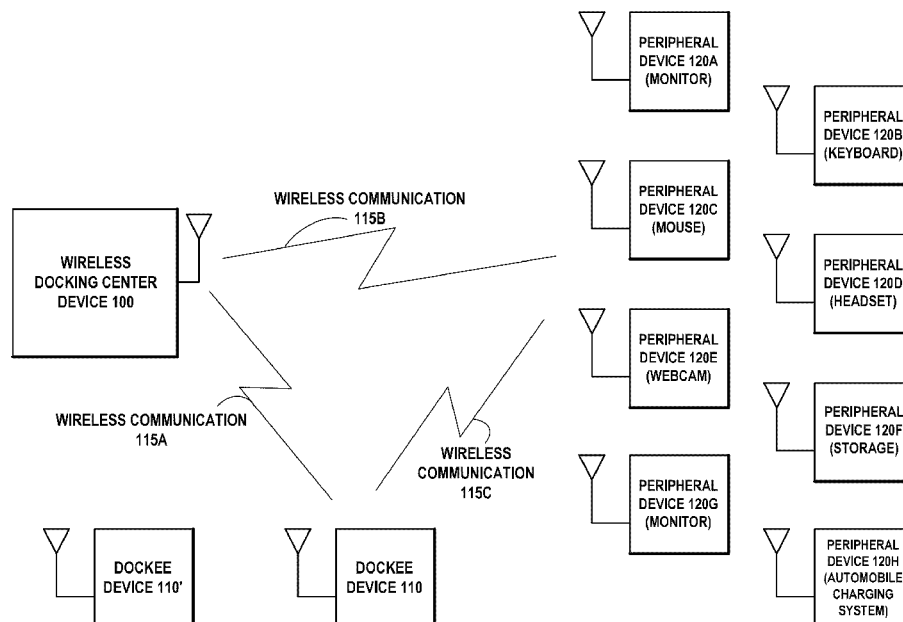 PERIPHERAL
DEVICE 120A
(MONITOR)
PERIPHERAL
DEVICE 120B
(KEYBOARD)
WIRELESS COMMUNICATION
115B
PERIPHERAL
DEVICE 120C
(MOUSE)
WIRELESS
DOCKING CENTER
DEVICE 100
PERIPHERAL
DEVICE 120D
(HEADSET)
PERIPHERAL
DEVICE 120E
(WEBCAM)
WIRELESS COMMUNICATION
115A
PERIPHERAL
DEVICE 120F
(STORAGE)
WIRELESS
COMMUNICATION
115C
PERIPHERAL
DEVICE 120G
(MONITOR)
DOCKEE
DEVICE 110'
DOCKEE
DEVICE 110
PERIPHERAL
DEVICE 120H
(AUTOMOBILE
CHARGING
SYSTEM)